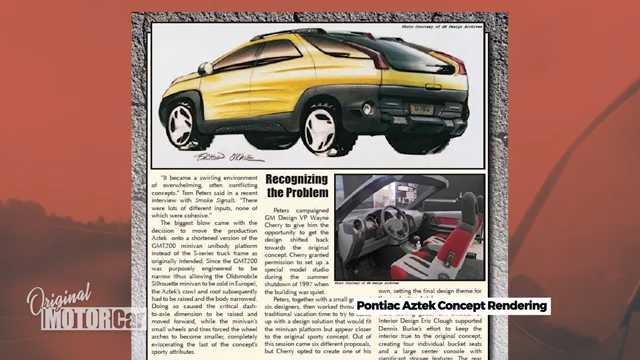 Photo Courtesy of GM Design Archives
"It became a swirling environment
of overwhelming, often conflicting
concepts." Tom Peters said in a recent
interview with Smoke Signals. "There
were lots of different inputs, none of
which were cohesive."
The biggest blow came with the
decision to move the production
Aztek onto a shortened version of the
GMT200 minivan unibody platform
instead of the S-series truck frame as
originally intended. Since the GMT200
was purposely engineered to be
narrow (thus allowing the Oldsmobile
Silhouette minivan to be sold in Europe),
the Aztek's cowl and roof subsequently
had to be raised and the body narrowed.
Doing so caused the critical dash-
to-axle dimension to be raised and
moved forward, while the minivan's
small wheels and tires forced the wheel
arches to become smaller, completely
eviscerating the last of the concept's
sporty attributes.
Recognizing
the Problem
Peters campaigned
GM Design VP Wayne
Cherry to give him the
opportunity to get the
design shifted back
towards the original
concept. Cherry granted
permission to set up a
special model studio
during the summer
shutdown of 1997 when
the building was quiet.
Peters, together with a small
six designers, then worked throu
traditional vacation time to try to
up with a design solution that would fit
the minivan platform but appear closer
to the original sporty concept. Out of
this session came six different proposals,
but Cherry opted to create one of his
Photo Courtesy of GM Design Archives
own, setting the final design theme for
Interior Design Eric Clough supported
Dennis Burke's effort to keep the
interior true to the original concept,
creating four individual bucket seats
and a large center console with
significant storage features. The rear
Pontiac Aztek Concept Rendering
Original
MOTORCas